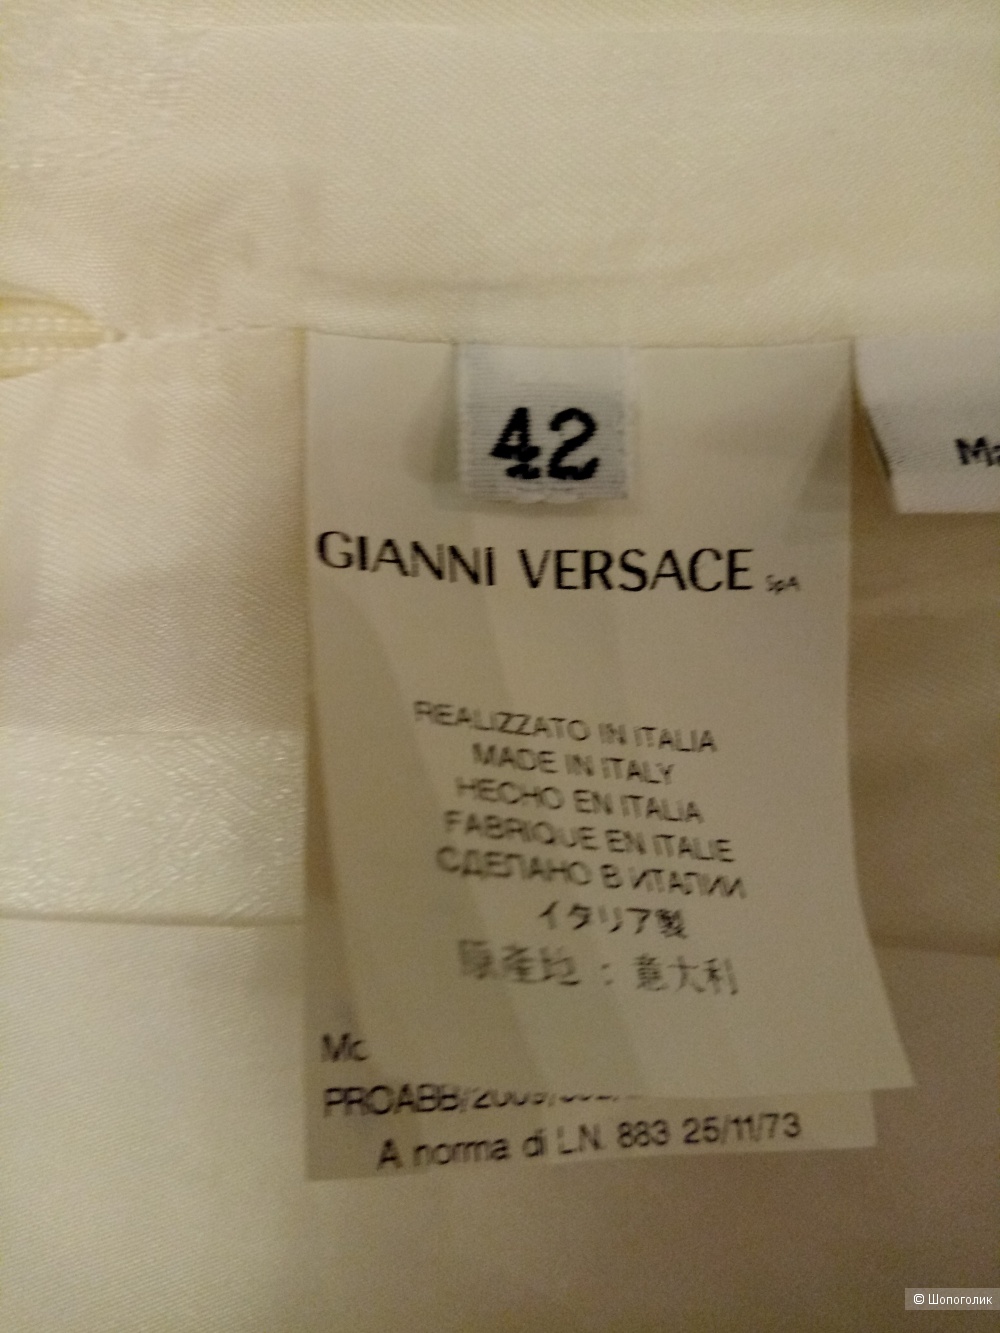 42
GIANNI VERSACE SpA
REALIZZATO IN ITALIA
MADE IN ITALY
HECHO EN ITALIA
FABRIQUE EN ITALIE
СДЕЛАНО В ИТАЛИИ
イタリア製
原産地 : 意大利
A norma di L.N. 883 25/11/73
© Шопоголик